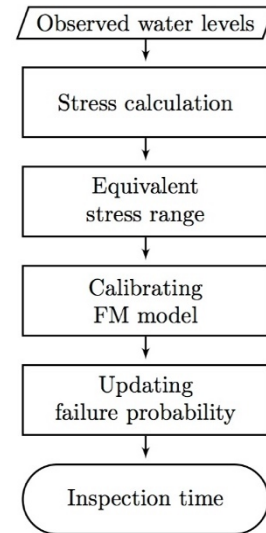 Observed water levels
Stress calculation
Equivalent
stress range
Calibrating
FM model
Updating
failure probability
Inspection time